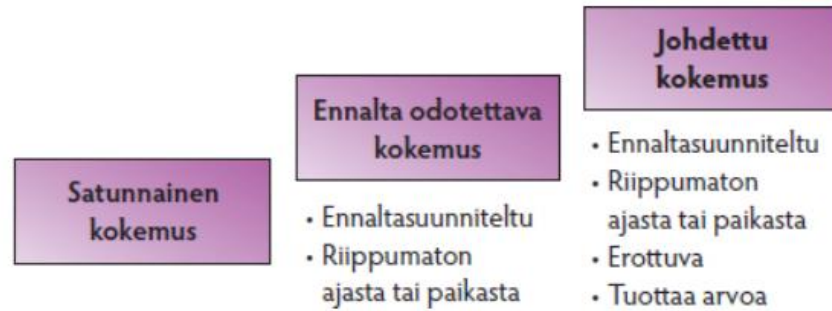 Satunnainen
kokemus
Ennalta odotettava
kokemus
• Ennaltasuunniteltu
• Riippumaton
ajasta tai paikasta
Johdettu
kokemus
• Ennaltasuunniteltu
• Riippumaton
ajasta tai paikasta
• Erottuva
• Tuottaa arvoa